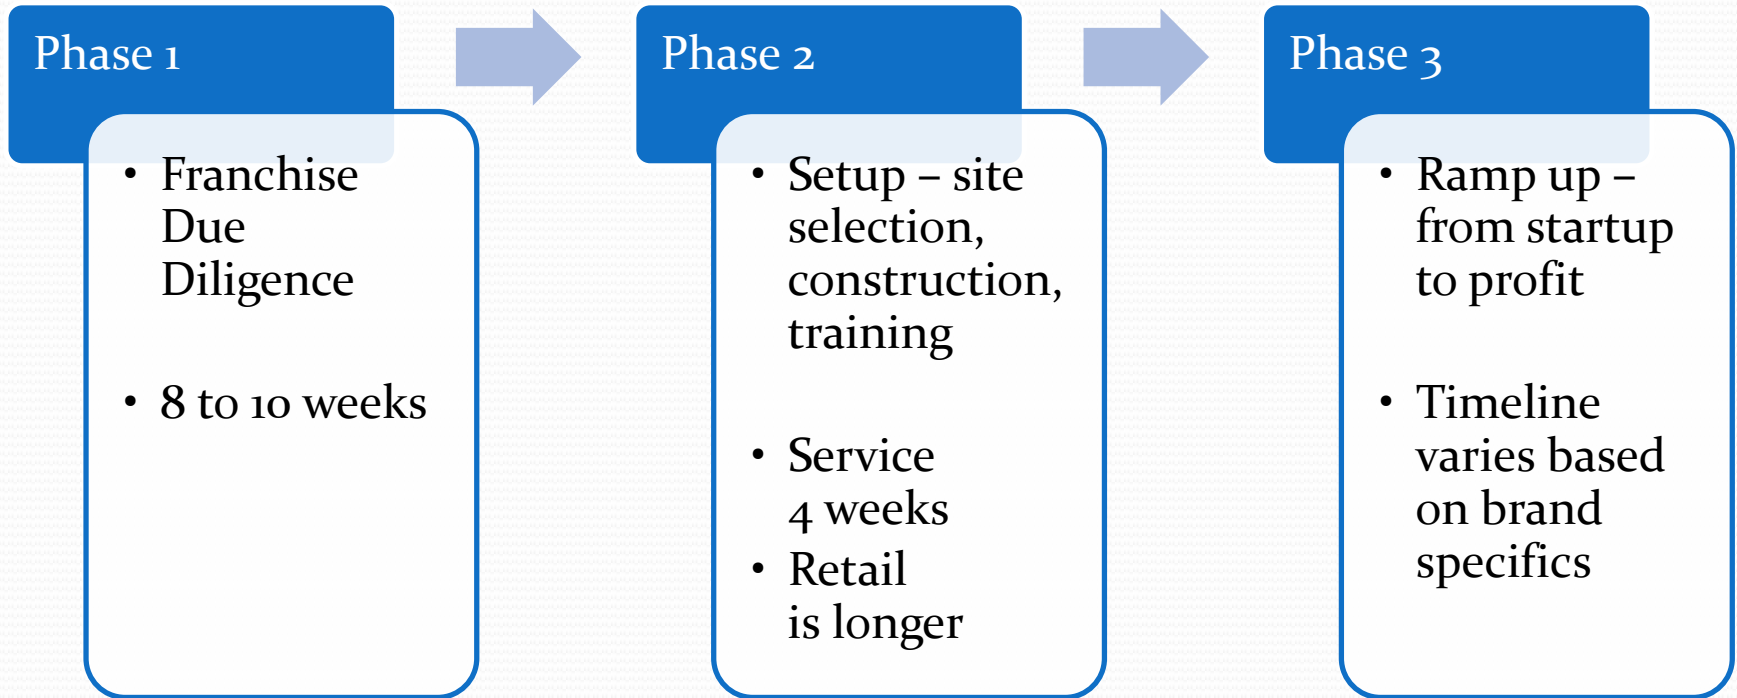 Phase 1
• Franchise
Due
Diligence
• 8 to 10 weeks
Phase 2
• Setup – site
selection,
construction,
training
• Service
4 weeks
• Retail
is longer
Phase 3
• Ramp up –
from startup
to profit
• Timeline
varies based
on brand
specifics